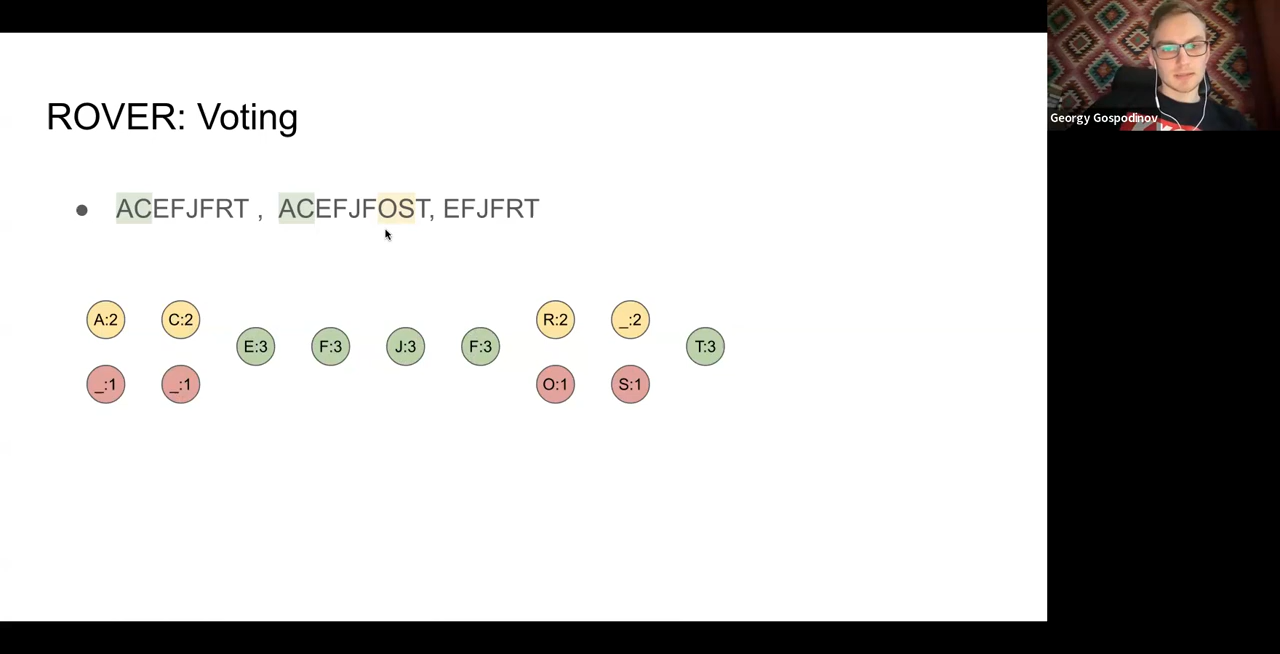 ROVER: Voting
Georgy Gospodinov
● ACEFJFRT , ACEFJFOST, EFJFRT
A:2 C:2 R:2 _:2
E:3 F:3 J:3 F:3 T:3
_:1 _:1 O:1 S:1